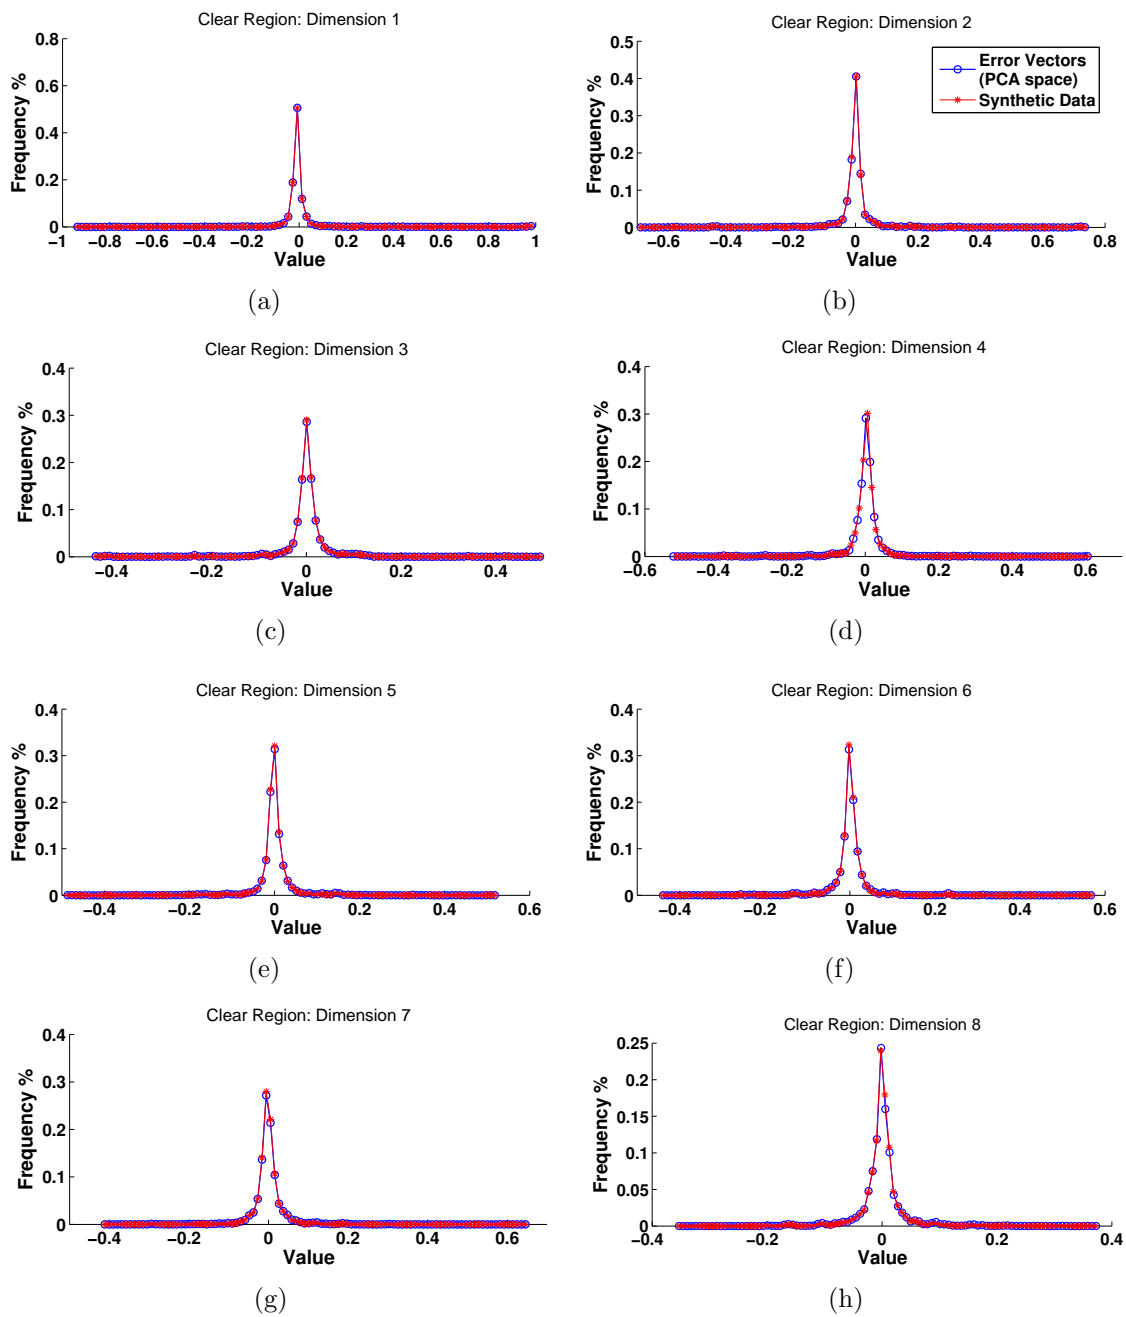 Clear Region: Dimension 1
0.8
0.6
0.4
0.2
0
Frequency %
−1 −0.8 −0.6 −0.4 −0.2 0 0.2 0.4 0.6 0.8 1
Value
(a)
Clear Region: Dimension 2
0.5
0.4
0.3
0.2
0.1
0
Frequency %
Error Vectors
(PCA space)
Synthetic Data
−0.6 −0.4 −0.2 0 0.2 0.4 0.6 0.8
Value
(b)
Clear Region: Dimension 3
0.4
0.3
0.2
0.1
0
Frequency %
−0.4 −0.2 0 0.2 0.4
Value
(c)
Clear Region: Dimension 4
0.4
0.3
0.2
0.1
0
Frequency %
−0.6 −0.4 −0.2 0 0.2 0.4 0.6
Value
(d)
Clear Region: Dimension 5
0.4
0.3
0.2
0.1
0
Frequency %
−0.4 −0.2 0 0.2 0.4 0.6
Value
(e)
Clear Region: Dimension 6
0.4
0.3
0.2
0.1
0
Frequency %
−0.4 −0.2 0 0.2 0.4 0.6
Value
(f)
Clear Region: Dimension 7
0.4
0.3
0.2
0.1
0
Frequency %
−0.4 −0.2 0 0.2 0.4 0.6
Value
(g)
Clear Region: Dimension 8
0.25
0.2
0.15
0.1
0.05
0
Frequency %
−0.4 −0.2 0 0.2 0.4
Value
(h)